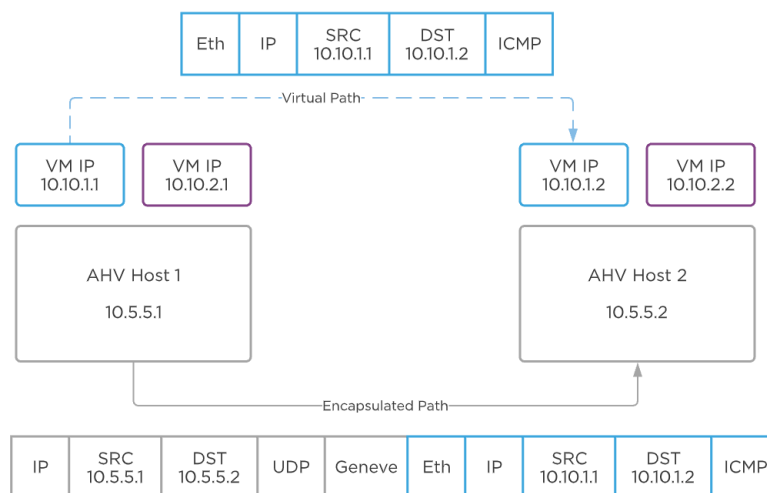 Eth IP SRC 10.10.1.1 DST 10.10.1.2 ICMP
Virtual Path
VM IP
10.10.1.1
VM IP
10.10.2.1
VM IP
10.10.1.2
VM IP
10.10.2.2
AHV Host 1
10.5.5.1
AHV Host 2
10.5.5.2
Encapsulated Path
IP SRC 10.5.5.1 DST 10.5.5.2 UDP Geneve Eth IP SRC 10.10.1.1 DST 10.10.1.2 ICMP